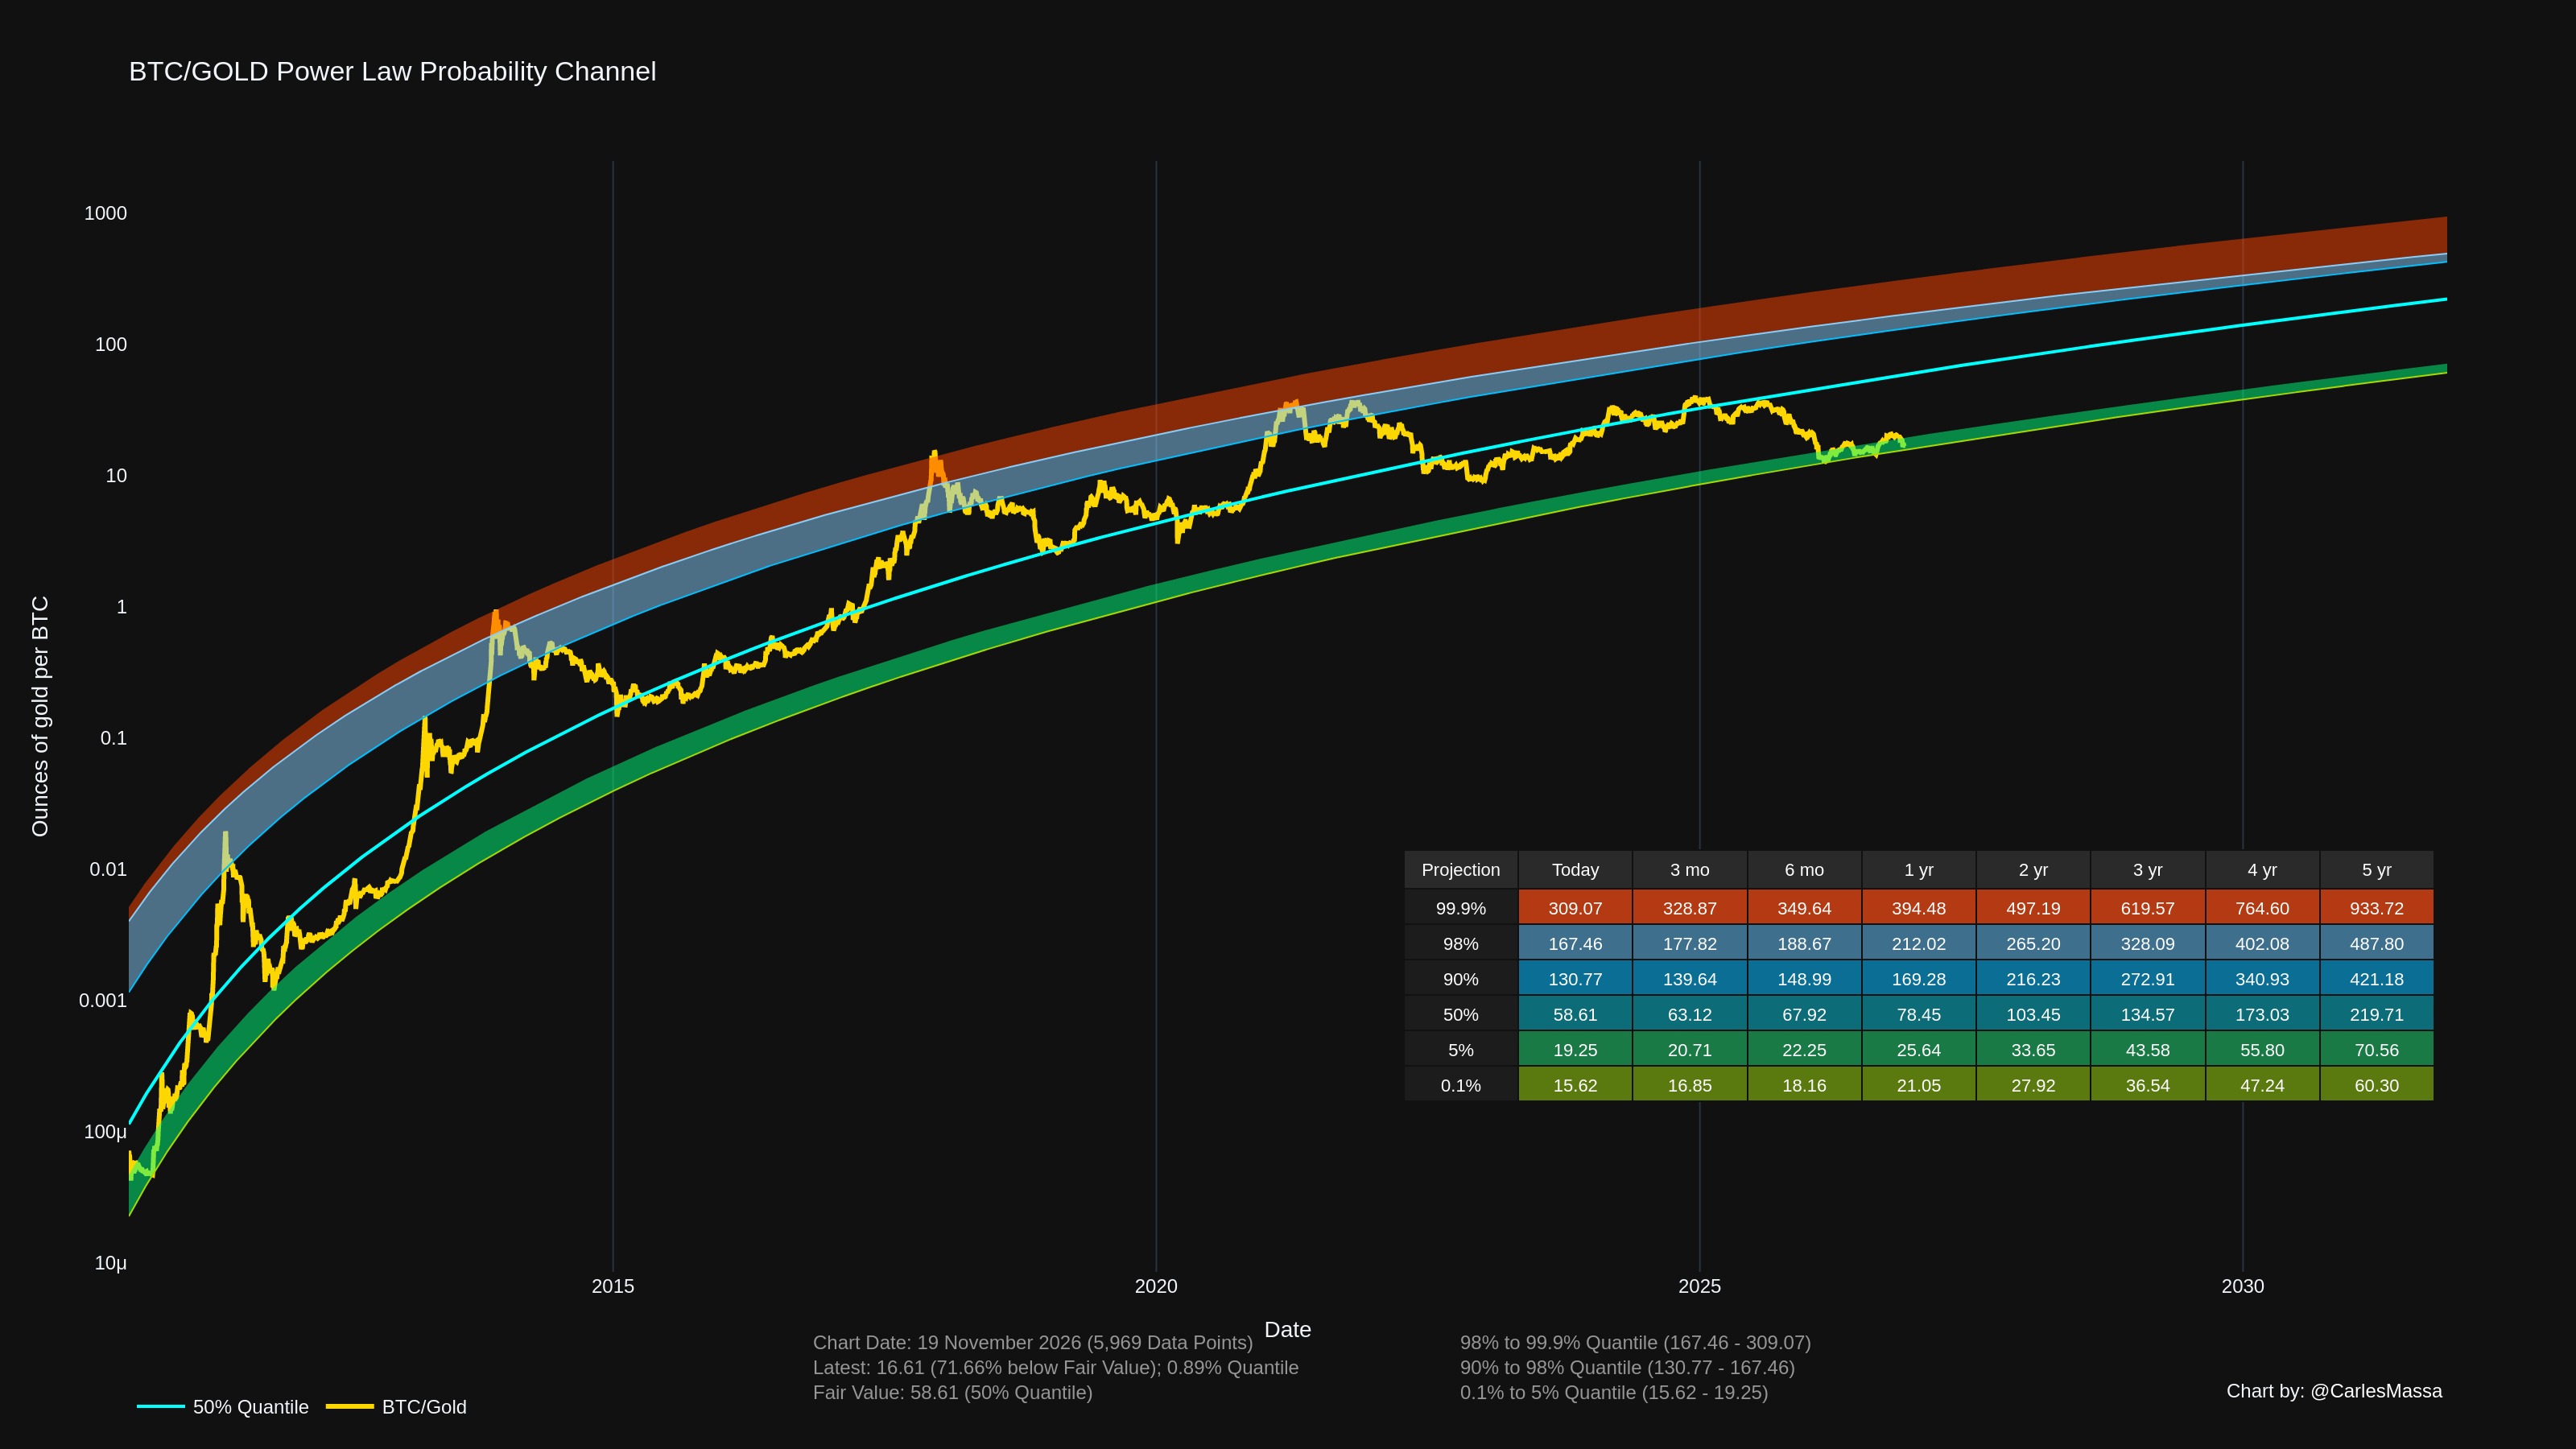 BTC/GOLD Power Law Probability Channel
Ounces of gold per BTC
1000
100
10
1
0.1
0.01
0.001
100μ
10μ
Projection Today 3 mo 6 mo 1 yr 2 yr 3 yr 4 yr 5 yr
99.9% 309.07 328.87 349.64 394.48 497.19 619.57 764.60 933.72
98% 167.46 177.82 188.67 212.02 265.20 328.09 402.08 487.80
90% 130.77 139.64 148.99 169.28 216.23 272.91 340.93 421.18
50% 58.61 63.12 67.92 78.45 103.45 134.57 173.03 219.71
5% 19.25 20.71 22.25 25.64 33.65 43.58 55.80 70.56
0.1% 15.62 16.85 18.16 21.05 27.92 36.54 47.24 60.30
2015 2020 2025 2030
Date
Chart Date: 19 November 2026 (5,969 Data Points)
Latest: 16.61 (71.66% below Fair Value); 0.89% Quantile
Fair Value: 58.61 (50% Quantile)
98% to 99.9% Quantile (167.46 - 309.07)
90% to 98% Quantile (130.77 - 167.46)
0.1% to 5% Quantile (15.62 - 19.25)
50% Quantile BTC/Gold
Chart by: @CarlesMassa